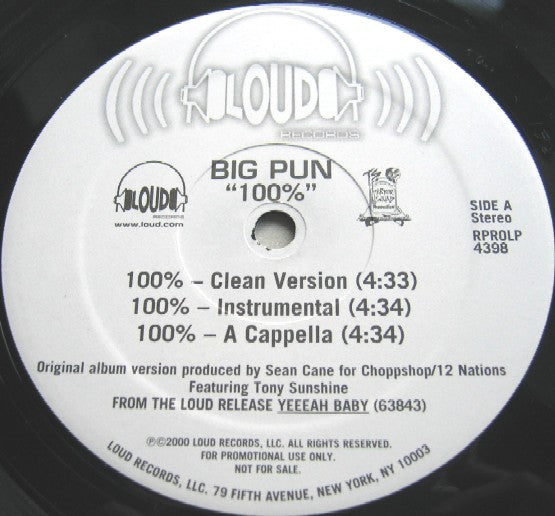 LOUD
RECORDS
BIG PUN
"100%"
LOUD
RECORDS
www.loud.com
SIDE A
Stereo
RPROLP
4398
100% – Clean Version (4:33)
100% – Instrumental (4:34)
100% – A Cappella (4:34)
Original album version produced by Sean Cane for Choppshop/12 Nations
Featuring Tony Sunshine
FROM THE LOUD RELEASE YEEEAH BABY (63843)
℗©2000 LOUD RECORDS, LLC. ALL RIGHTS RESERVED.
FOR PROMOTIONAL USE ONLY.
NOT FOR SALE.
LOUD RECORDS, LLC, 79 FIFTH AVENUE, NEW YORK, NY 10003